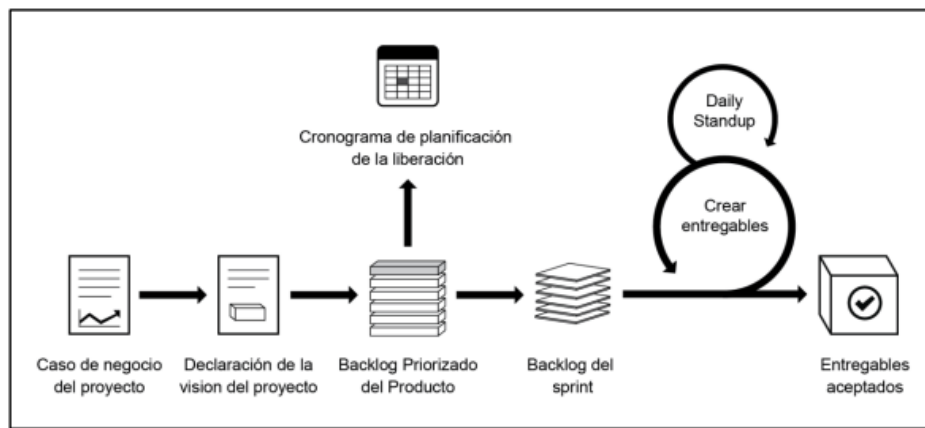 Daily
Standup
Cronograma de planificación
de la liberación
Crear
entregables
Caso de negocio
del proyecto
Declaración de la
vision del proyecto
Backlog Priorizado
del Producto
Backlog del
sprint
Entregables
aceptados